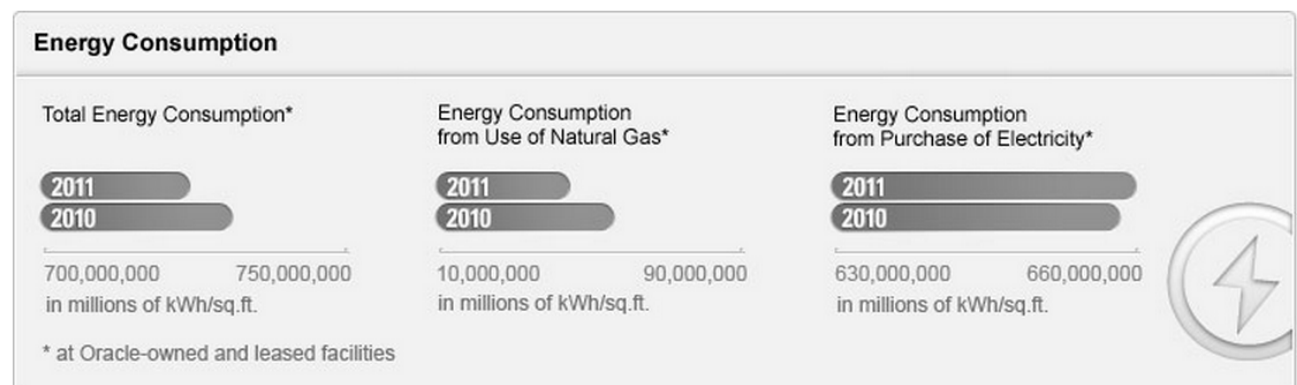 Energy Consumption
Total Energy Consumption*
2011
2010
700,000,000 750,000,000
in millions of kWh/sq.ft.
Energy Consumption
from Use of Natural Gas*
2011
2010
10,000,000 90,000,000
in millions of kWh/sq.ft.
Energy Consumption
from Purchase of Electricity*
2011
2010
630,000,000 660,000,000
in millions of kWh/sq.ft.
* at Oracle-owned and leased facilities